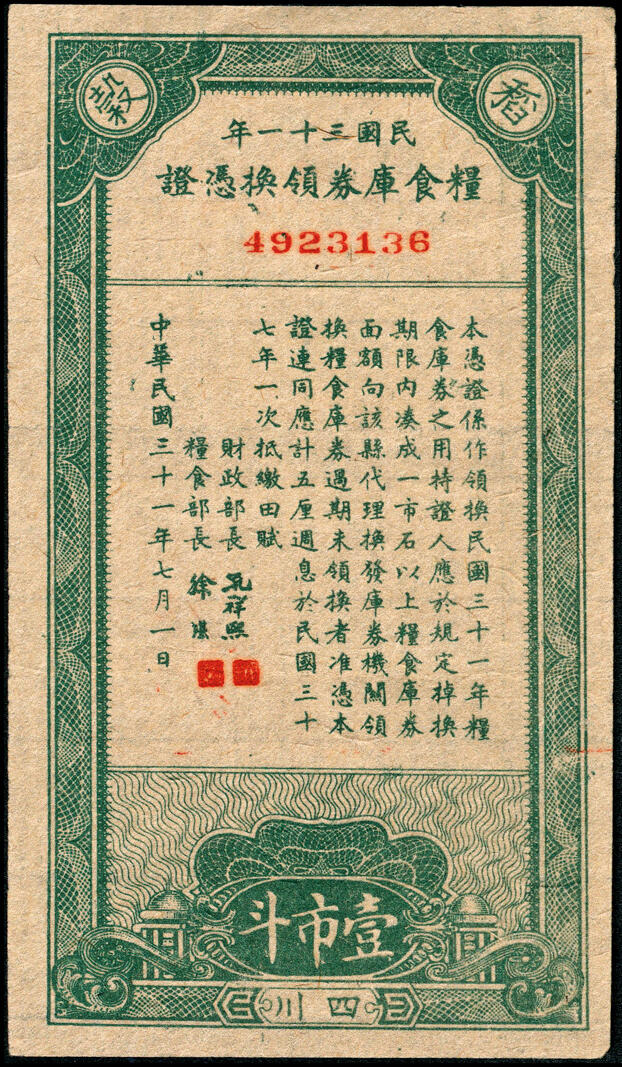 稻穀
民國三十一年
糧食庫券領換憑證
4923136
本憑證係作領換民國三十一年糧
食庫券之用持證人應於規定掉換
期限內湊成一市石以上糧食庫券
面額向該縣代理換發庫券機關領
換糧食庫券過期未領換者准憑本
證連同應計五厘週息於民國三十
七年一次抵繳田賦
財政部長 孔祥熙
糧食部長 徐堪
中華民國三十一年七月一日
壹市斗
四川